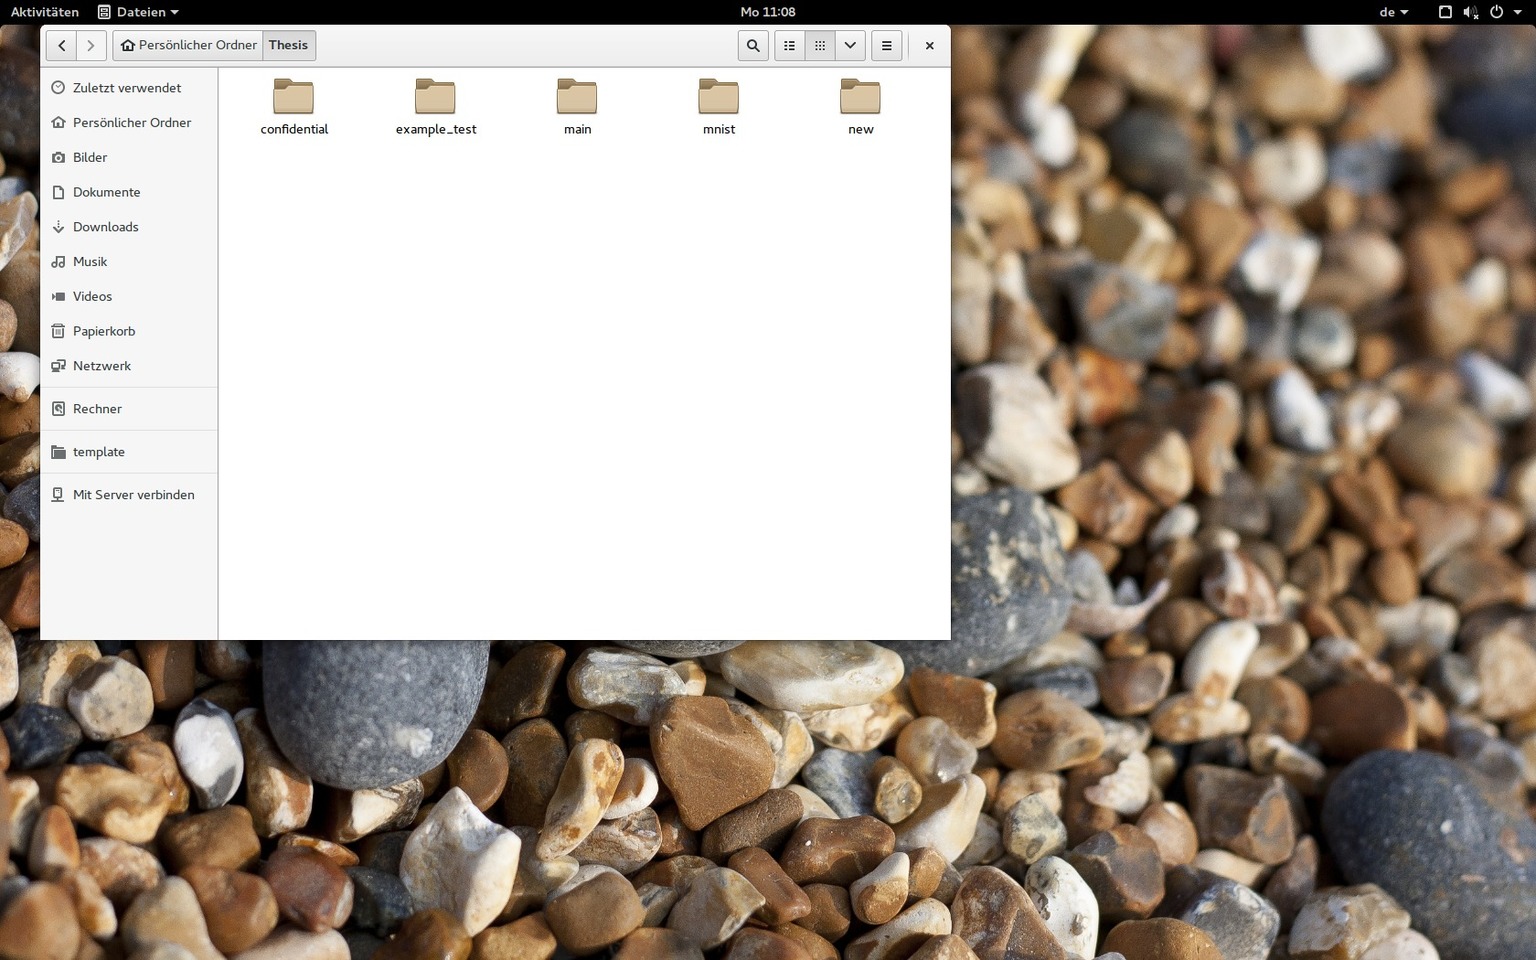 Aktivitäten Dateien Mo 11:08 de
Persönlicher Ordner Thesis
Zuletzt verwendet
Persönlicher Ordner
Bilder
Dokumente
Downloads
Musik
Videos
Papierkorb
Netzwerk
Rechner
template
Mit Server verbinden
confidential example_test main mnist new